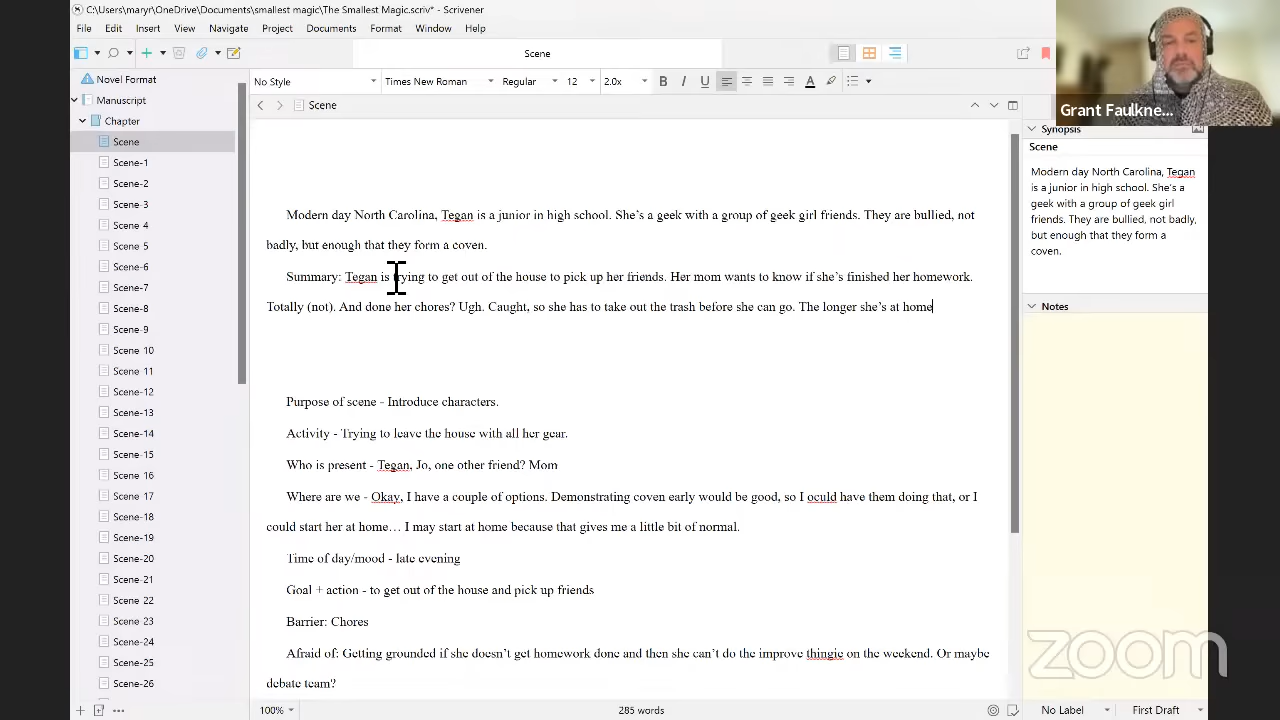 C:\Users\maryr\OneDrive\Documents\smallest magic\The Smallest Magic.scriv* - Scrivener
File Edit Insert View Navigate Project Documents Format Window Help
Scene
No Style Times New Roman Regular 12 2.0x B I U A
Scene
Novel Format
Manuscript
Chapter
Scene
Scene-1
Scene-2
Scene-3
Scene 4
Scene 5
Scene-6
Scene-7
Scene-8
Scene-9
Scene 10
Scene 11
Scene-12
Scene-13
Scene-14
Scene-15
Scene 16
Scene 17
Scene-18
Scene-19
Scene-20
Scene-21
Scene 22
Scene 23
Scene-24
Scene-25
Scene-26
Modern day North Carolina, Tegan is a junior in high school. She's a geek with a group of geek girl friends. They are bullied, not
badly, but enough that they form a coven.
Summary: Tegan is trying to get out of the house to pick up her friends. Her mom wants to know if she's finished her homework.
Totally (not). And done her chores? Ugh. Caught, so she has to take out the trash before she can go. The longer she's at home
Purpose of scene - Introduce characters.
Activity - Trying to leave the house with all her gear.
Who is present - Tegan, Jo, one other friend? Mom
Where are we - Okay, I have a couple of options. Demonstrating coven early would be good, so I oculd have them doing that, or I
could start her at home… I may start at home because that gives me a little bit of normal.
Time of day/mood - late evening
Goal + action - to get out of the house and pick up friends
Barrier: Chores
Afraid of: Getting grounded if she doesn't get homework done and then she can't do the improve thingie on the weekend. Or maybe
debate team?
100% 285 words
Grant Faulkne...
Synopsis
Scene
Modern day North Carolina, Tegan
is a junior in high school. She's a
geek with a group of geek girl
friends. They are bullied, not badly,
but enough that they form a
coven.
Notes
zoom
No Label First Draft